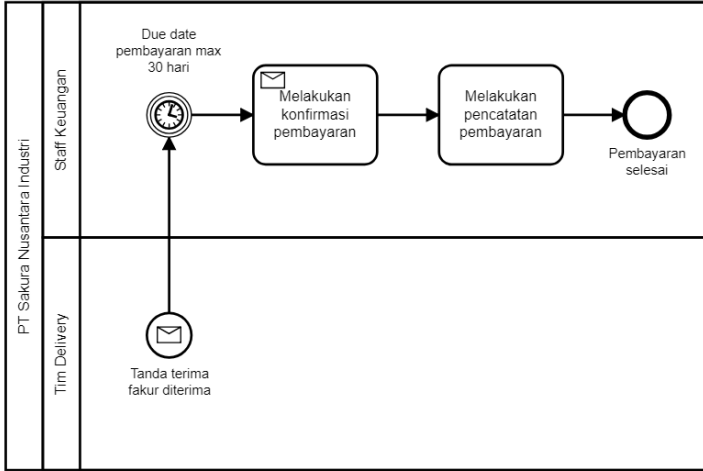 PT Sakura Nusantara Industri
Staff Keuangan
Due date
pembayaran max
30 hari
Melakukan
konfirmasi
pembayaran
Melakukan
pencatatan
pembayaran
Pembayaran
selesai
Tim Delivery
Tanda terima
fakur diterima